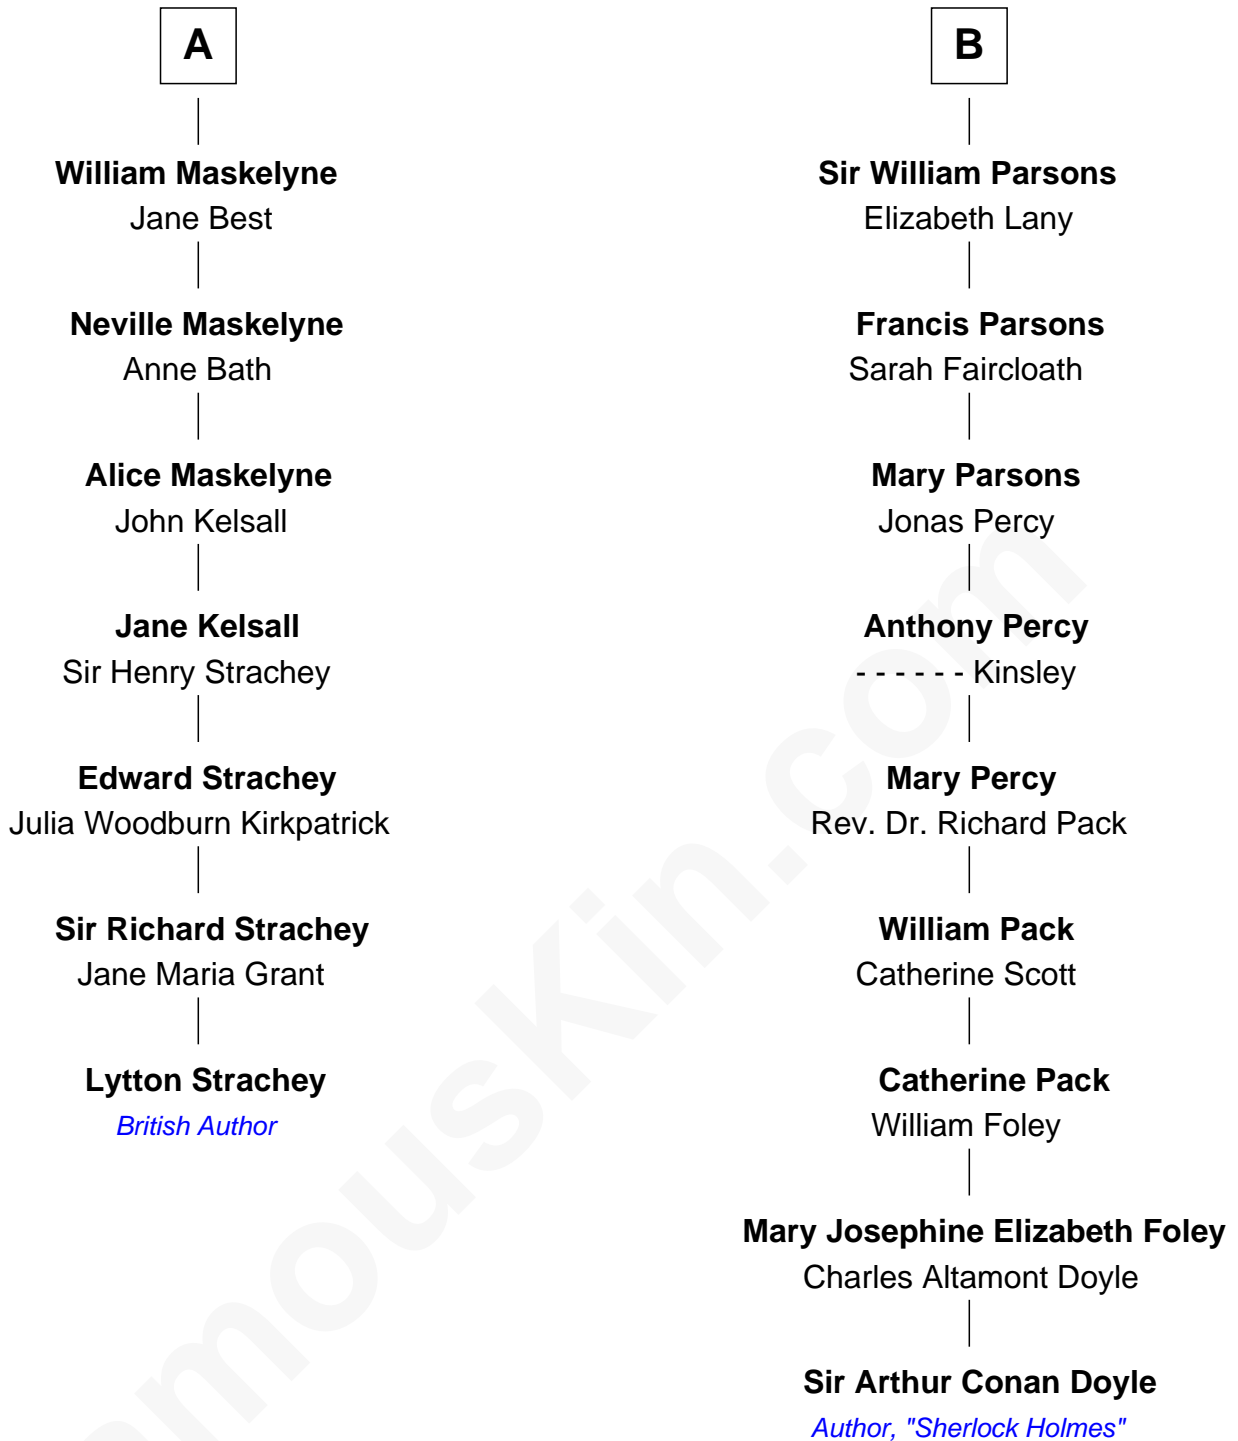 A
William Maskelyne
Jane Best
Neville Maskelyne
Anne Bath
Alice Maskelyne
John Kelsall
Jane Kelsall
Sir Henry Strachey
Edward Strachey
Julia Woodburn Kirkpatrick
Sir Richard Strachey
Jane Maria Grant
Lytton Strachey
British Author
B
Sir William Parsons
Elizabeth Lany
Francis Parsons
Sarah Faircloath
Mary Parsons
Jonas Percy
Anthony Percy
- - - - - - Kinsley
Mary Percy
Rev. Dr. Richard Pack
William Pack
Catherine Scott
Catherine Pack
William Foley
Mary Josephine Elizabeth Foley
Charles Altamont Doyle
Sir Arthur Conan Doyle
Author, "Sherlock Holmes"
amousKin.com